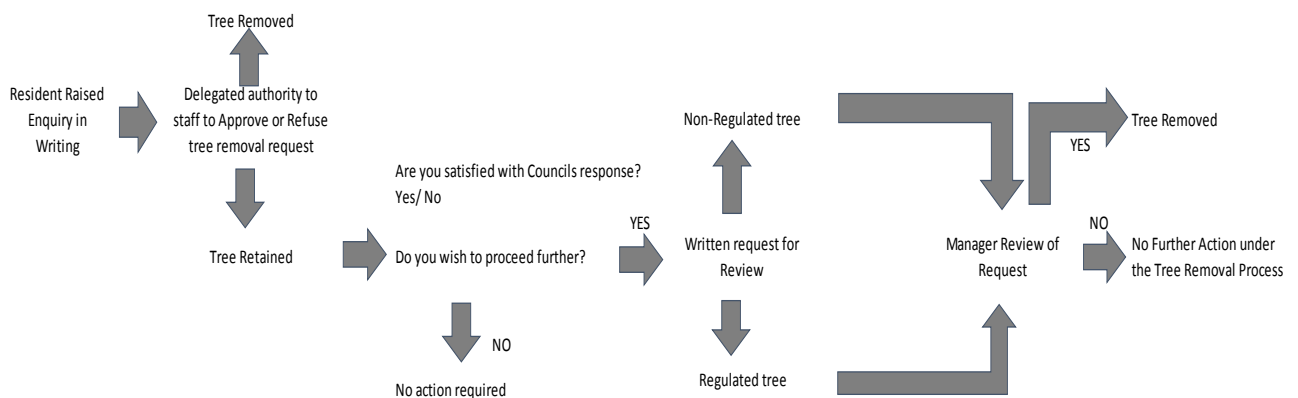 Tree Removed
Resident Raised
Enquiry in
Writing
Delegated authority to
staff to Approve or Refuse
tree removal request
Tree Retained
Are you satisfied with Councils response?
Yes/ No
Do you wish to proceed further?
NO
No action required
YES
Non-Regulated tree
Written request for
Review
Regulated tree
Manager Review of
Request
YES
Tree Removed
NO
No Further Action under
the Tree Removal Process